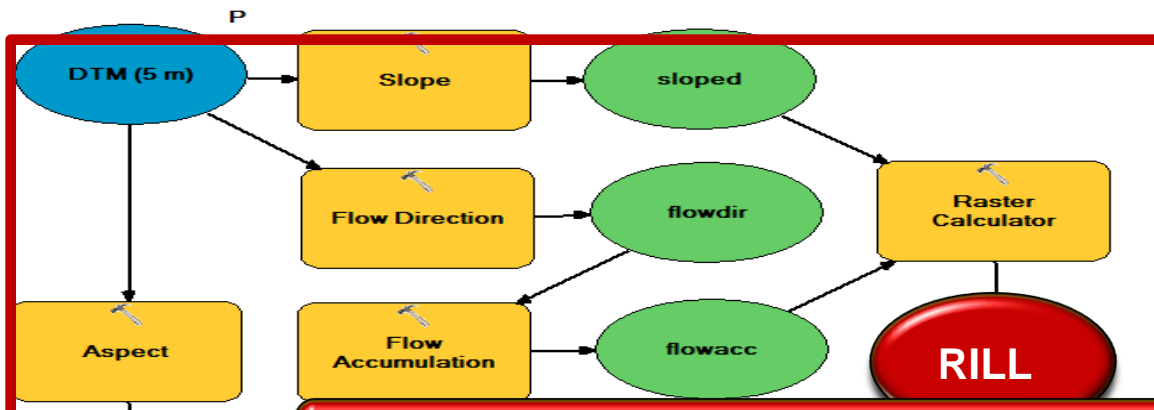 P
DTM (5 m)
Slope
sloped
Flow Direction
flowdir
Raster
Calculator
Aspect
Flow
Accumulation
flowacc
RILL